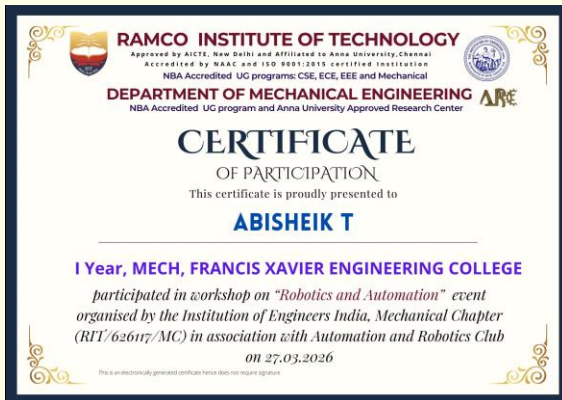 RAMCO INSTITUTE OF TECHNOLOGY
Approved by AICTE, New Delhi and Affiliated to Anna University,Chennai
Accredited by NAAC and ISO 9001:2015 certified Institution
NBA Accredited UG programs: CSE, ECE, EEE and Mechanical
DEPARTMENT OF MECHANICAL ENGINEERING
NBA Accredited UG program and Anna University Approved Research Center
CERTIFICATE
OF PARTICIPATION
This certificate is proudly presented to
ABISHEIK T
I Year, MECH, FRANCIS XAVIER ENGINEERING COLLEGE
participated in workshop on “Robotics and Automation” event
organised by the Institution of Engineers India, Mechanical Chapter
(RIT/626117/MC) in association with Automation and Robotics Club
on 27.03.2026
This is an electronically generated certificate hence does not require signature